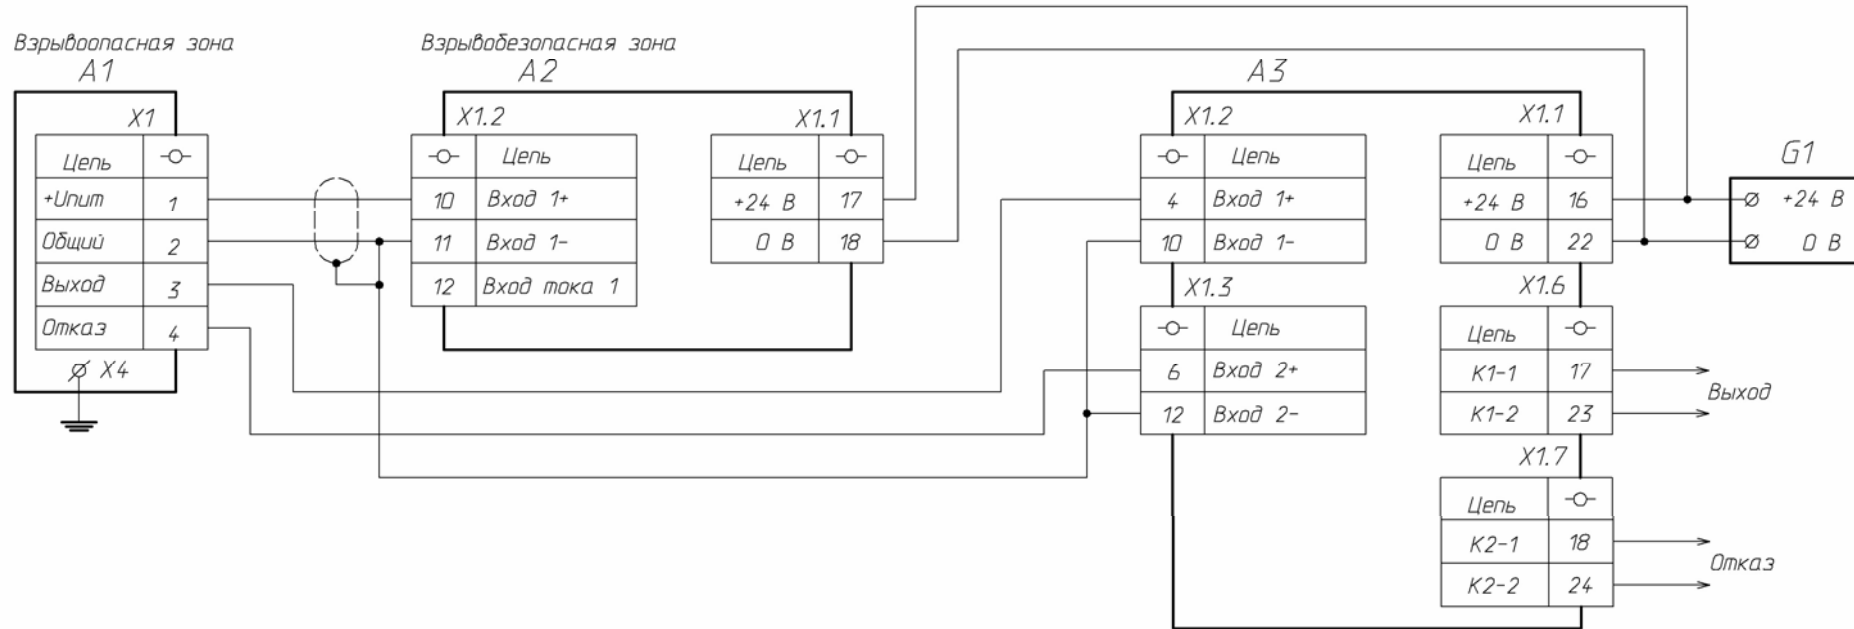 Взрывоопасная зона
A1
X1
Цепь
+Uпит 1
Общий 2
Выход 3
Отказ 4
X4
Взрывобезопасная зона
A2
X1.2
Цепь
10 Вход 1+
11 Вход 1-
12 Вход тока 1
X1.1
Цепь
+24 В 17
0 В 18
A3
X1.2
Цепь
4 Вход 1+
10 Вход 1-
X1.3
Цепь
6 Вход 2+
12 Вход 2-
X1.1
Цепь
+24 В 16
0 В 22
X1.6
Цепь
K1-1 17
K1-2 23
Выход
X1.7
Цепь
K2-1 18
K2-2 24
Отказ
G1
+24 В
0 В